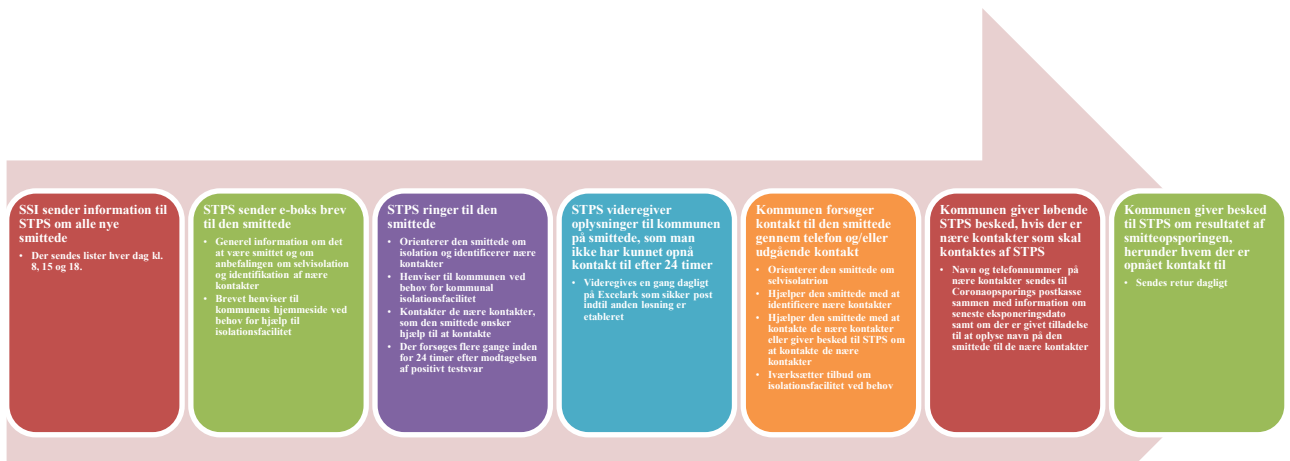 SSI sender information til
STPS om alle nye
smittede
• Der sendes lister hver dag kl.
8, 15 og 18.
STPS sender e-boks brev
til den smittede
• Generel information om det
at være smittet og om
anbefalingen om selvisolation
og identifikation af nære
kontakter
• Brevet henviser til
kommunens hjemmeside ved
behov for hjælp til
isolationsfacilitet
STPS ringer til den
smittede
• Orienterer den smittede om
isolation og identificerer nære
kontakter
• Henviser til kommunen ved
behov for kommunal
isolationsfacilitet
• Kontakter de nære kontakter,
som den smittede ønsker
hjælp til at kontakte
• Der forsøges flere gange inden
for 24 timer efter modtagelsen
af positivt testsvar
STPS videregiver
oplysninger til kommunen
på smittede, som man
ikke har kunnet opnå
kontakt til efter 24 timer
• Videregives en gang dagligt
på Excelark som sikker post
indtil anden løsning er
etableret
Kommunen forsøger
kontakt til den smittede
gennem telefon og/eller
udgående kontakt
• Orienterer den smittede om
selvisolatrion
• Hjælper den smittede med at
identificere nære kontakter
• Hjælper den smittede med at
kontakte de nære kontakter
eller giver besked til STPS om
at kontakte de nære
kontakter
• Iværksætter tilbud om
isolationsfacilitet ved behov
Kommunen giver løbende
STPS besked, hvis der er
nære kontakter som skal
kontaktes af STPS
• Navn og telefonnummer på
nære kontakter sendes til
Coronaopsporings postkasse
sammen med information om
seneste eksponeringsdato
samt om der er givet tilladelse
til at oplyse navn på den
smittede til de nære kontakter
Kommunen giver besked
til STPS om resultatet af
smitteopsporingen,
herunder hvem der er
opnået kontakt til
• Sendes retur dagligt